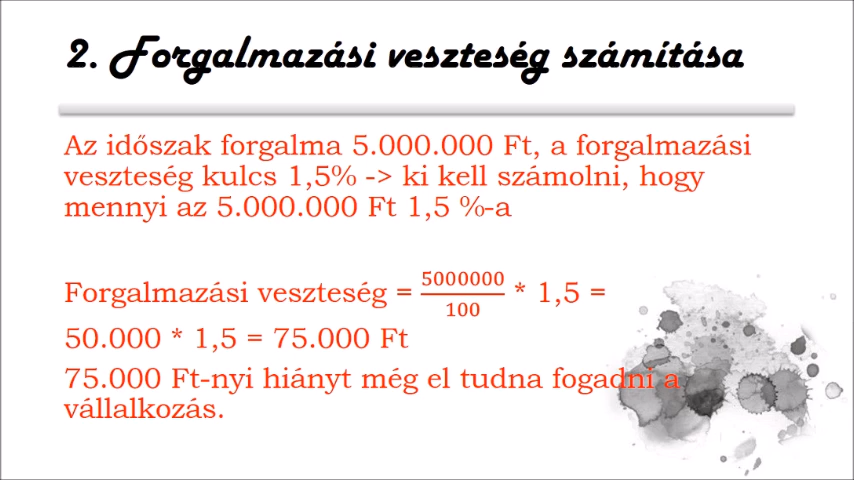 2. Forgalmazási veszteség számítása
Az időszak forgalma 5.000.000 Ft, a forgalmazási
veszteség kulcs 1,5% -> ki kell számolni, hogy
mennyi az 5.000.000 Ft 1,5 %-a
Forgalmazási veszteség = 5000000/100 * 1,5 =
50.000 * 1,5 = 75.000 Ft
75.000 Ft-nyi hiányt még el tudna fogadni a
vállalkozás.